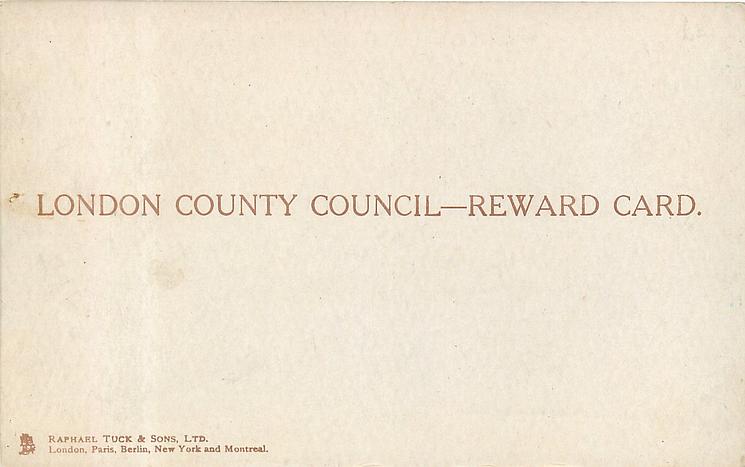 LONDON COUNTY COUNCIL—REWARD CARD.
RAPHAEL TUCK & SONS, LTD.
London, Paris, Berlin, New York and Montreal.